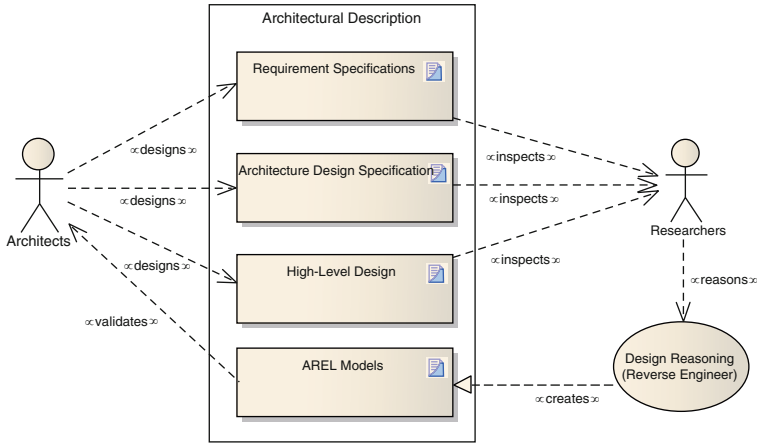 Architectural Description
Requirement Specifications
∝designs∝
∝inspects∝
Architecture Design Specification
∝designs∝
∝inspects∝
Architects
Researchers
∝designs∝
High-Level Design
∝inspects∝
∝reasons∝
∝validates∝
AREL Models
Design Reasoning
(Reverse Engineer)
∝creates∝